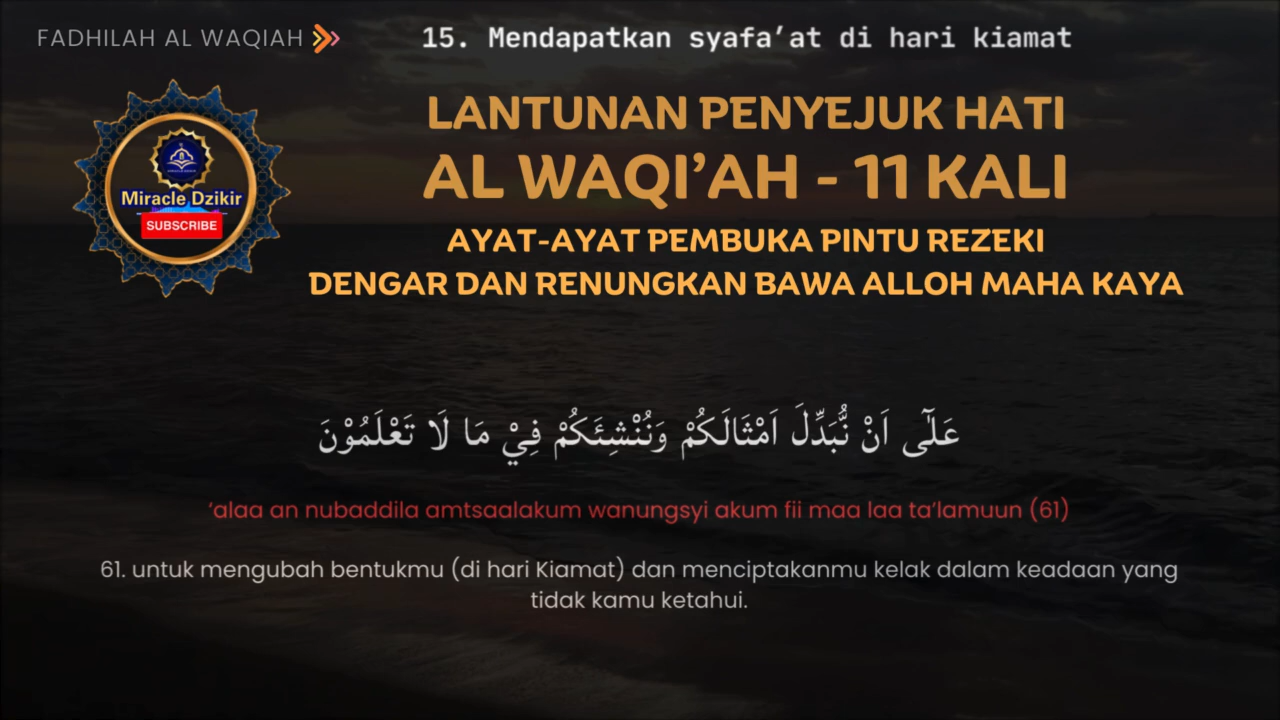 FADHILAH AL WAQIAH
15. Mendapatkan syafa’at di hari kiamat
LANTUNAN PENYEJUK HATI
AL WAQI’AH - 11 KALI
AYAT-AYAT PEMBUKA PINTU REZEKI
DENGAR DAN RENUNGKAN BAWA ALLOH MAHA KAYA
Miracle Dzikir
SUBSCRIBE
عَلٰٓى اَنْ نُّبَدِّلَ اَمْثَالَكُمْ وَنُنْشِئَكُمْ فِيْ مَا لَا تَعْلَمُوْنَ
‘alaa an nubaddila amtsaalakum wanungsyi akum fii maa laa ta’lamuun (61)
61. untuk mengubah bentukmu (di hari Kiamat) dan menciptakanmu kelak dalam keadaan yang
tidak kamu ketahui.